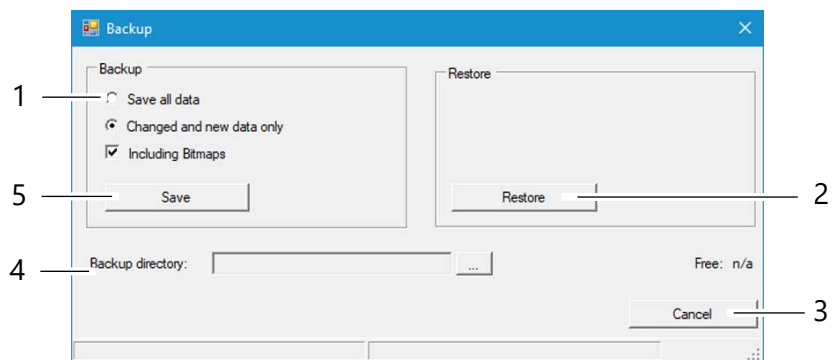 Backup
Backup
1
Save all data
Changed and new data only
Including Bitmaps
5
Save
Restore
Restore
2
4
Backup directory:
...
Free: n/a
Cancel
3